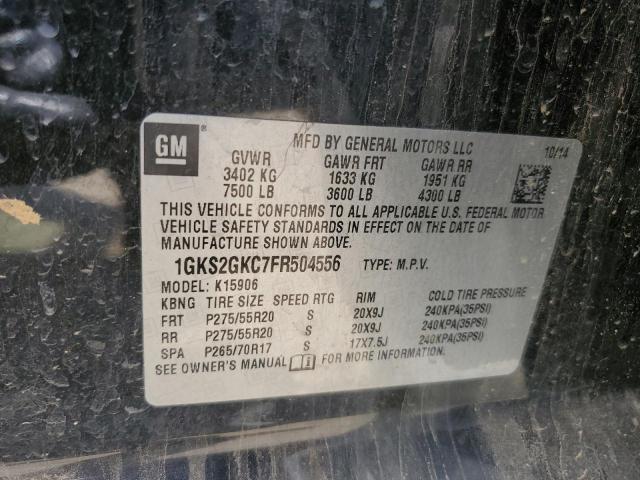 GM ®
MFD BY GENERAL MOTORS LLC 10/14
GVWR GAWR FRT GAWR RR
3402 KG 1633 KG 1951 KG
7500 LB 3600 LB 4300 LB
THIS VEHICLE CONFORMS TO ALL APPLICABLE U.S. FEDERAL MOTOR
VEHICLE SAFETY STANDARDS IN EFFECT ON THE DATE OF
MANUFACTURE SHOWN ABOVE.
1GKS2GKC7FR504556 TYPE: M.P.V.
MODEL: K15906
KBNG TIRE SIZE SPEED RTG RIM COLD TIRE PRESSURE
FRT P275/55R20 S 20X9J 240KPA(35PSI)
RR P275/55R20 S 20X9J 240KPA(35PSI)
SPA P265/70R17 S 17X7.5J 240KPA(35PSI)
SEE OWNER'S MANUAL FOR MORE INFORMATION.